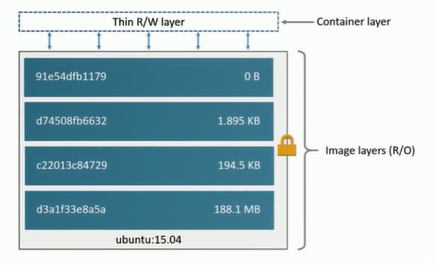 Thin R/W layer
Container layer
91e54dfb1179 0 B
d74508fb6632 1.895 KB
c22013c84729 194.5 KB
d3a1f33e8a5a 188.1 MB
Image layers (R/O)
ubuntu:15.04